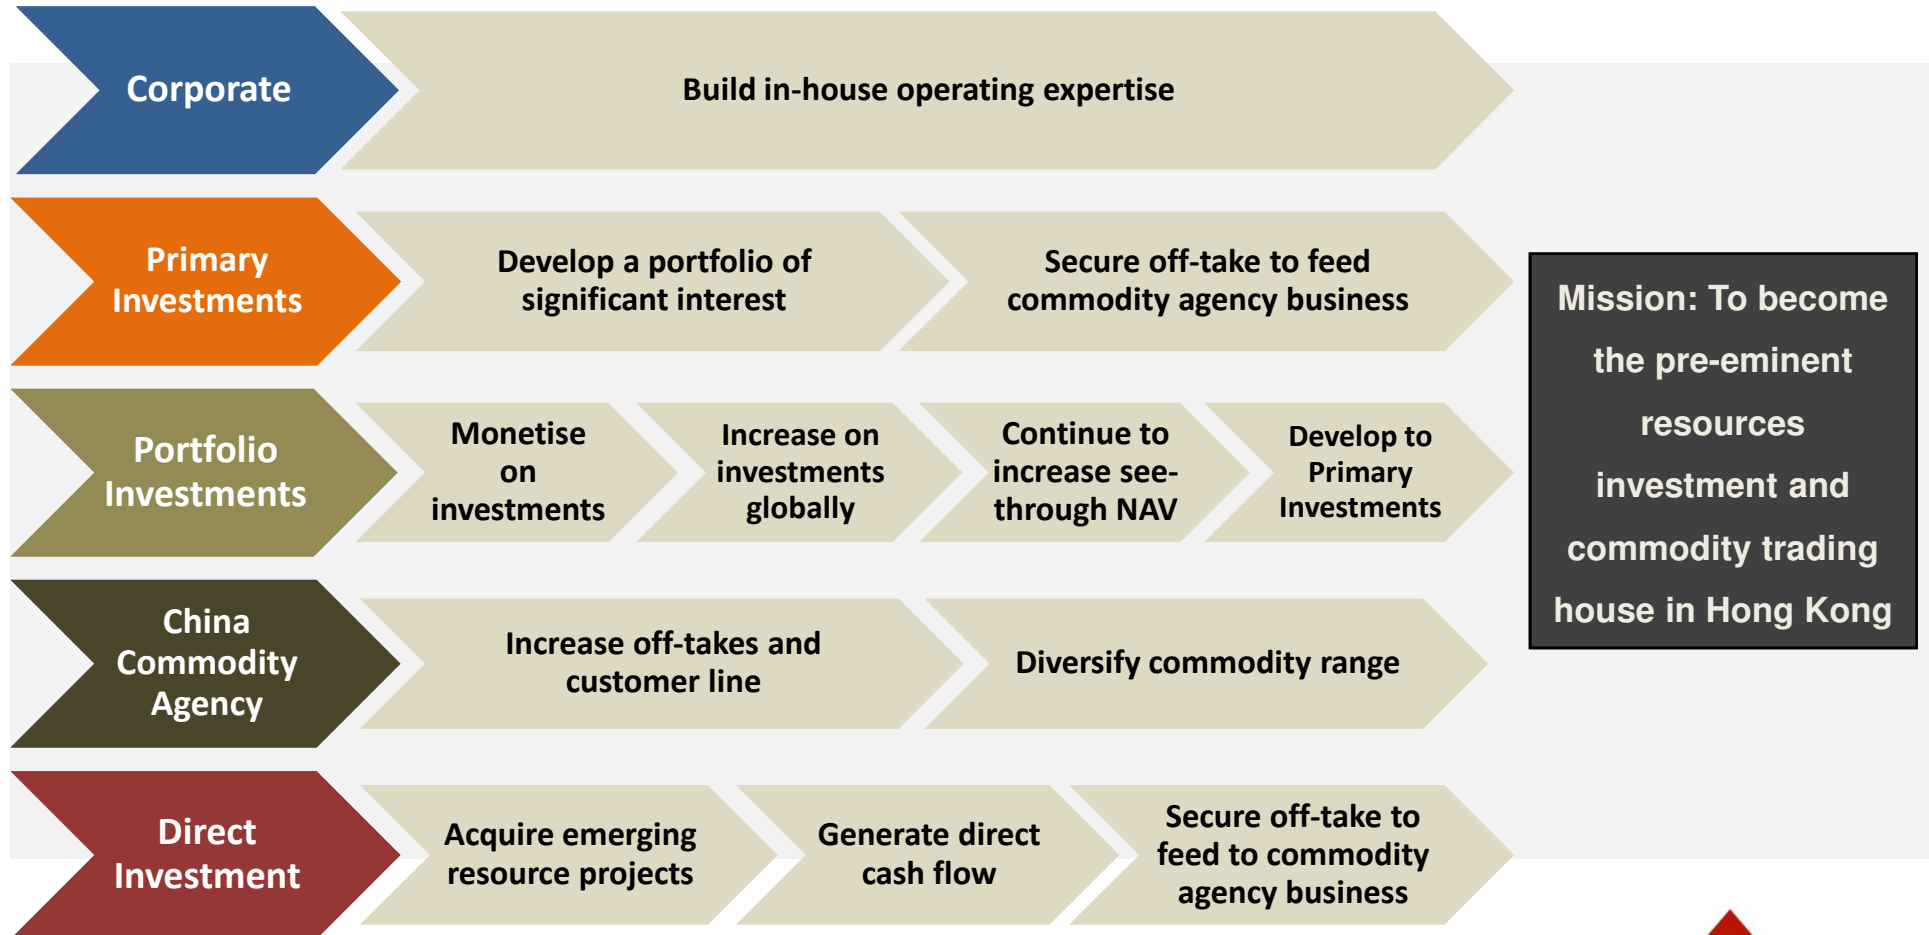 Corporate
Build in-house operating expertise
Primary
Investments
Develop a portfolio of
significant interest
Secure off-take to feed
commodity agency business
Portfolio
Investments
Monetise
on
investments
Increase on
investments
globally
Continue to
increase see-
through NAV
Develop to
Primary
Investments
China
Commodity
Agency
Increase off-takes and
customer line
Diversify commodity range
Direct
Investment
Acquire emerging
resource projects
Generate direct
cash flow
Secure off-take to
feed to commodity
agency business
Mission: To become
the pre-eminent
resources
investment and
commodity trading
house in Hong Kong